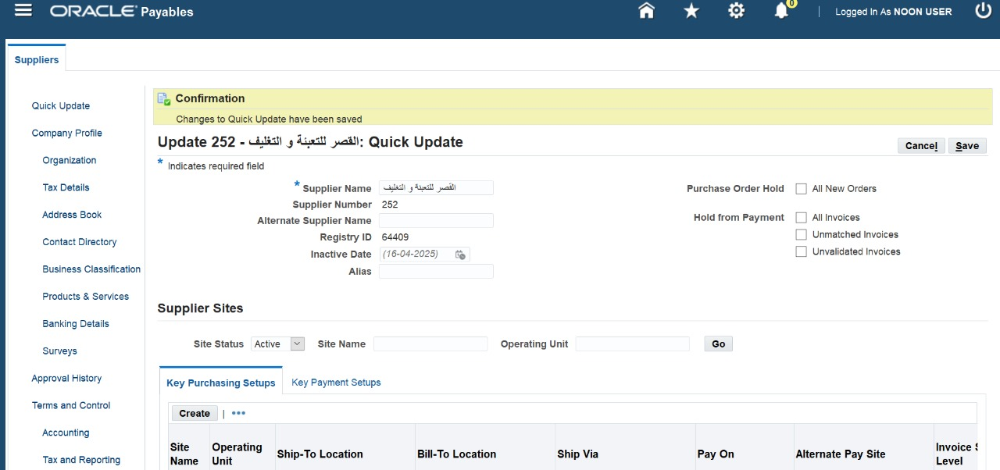 ORACLE® Payables
0
Logged In As NOON USER
Suppliers
Quick Update
Company Profile
Organization
Tax Details
Address Book
Contact Directory
Business Classification
Products & Services
Banking Details
Surveys
Approval History
Terms and Control
Accounting
Tax and Reporting
Confirmation
Changes to Quick Update have been saved
Update 252 - القصر للتعبئة و التغليف: Quick Update
Cancel Save
* Indicates required field
* Supplier Name القصر للتعبئة و التغليف
Supplier Number 252
Alternate Supplier Name
Registry ID 64409
Inactive Date (16-04-2025)
Alias
Purchase Order Hold All New Orders
Hold from Payment All Invoices
Unmatched Invoices
Unvalidated Invoices
Supplier Sites
Site Status Active Site Name Operating Unit Go
Key Purchasing Setups Key Payment Setups
Create | •••
Site Name Operating Unit Ship-To Location Bill-To Location Ship Via Pay On Alternate Pay Site Invoice S Level